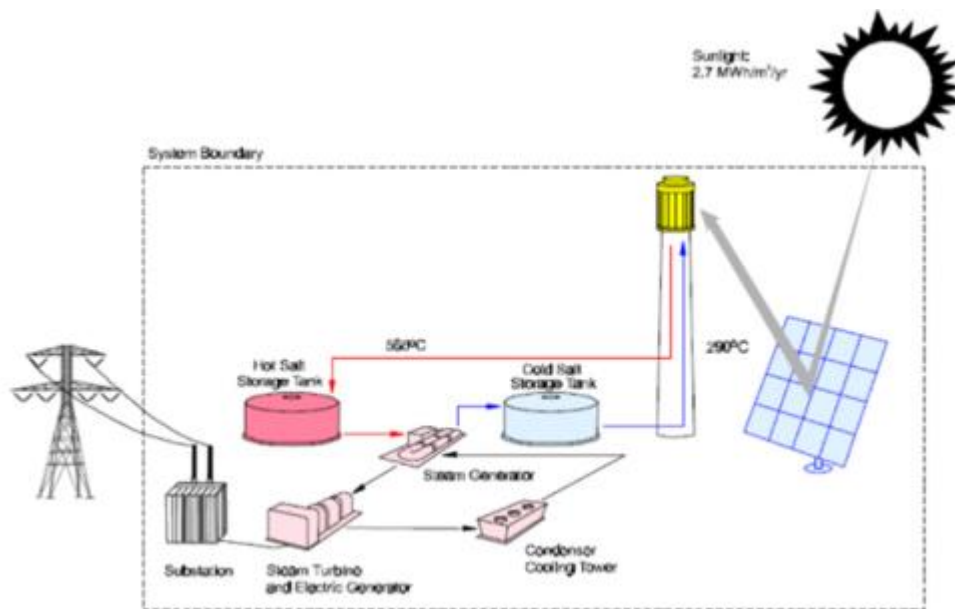 Sunlight:
2.7 MWh/m²/yr
System Boundary
290ºC
Hot Salt
Storage Tank
Cold Salt
Storage Tank
Steam Generator
Substation
Steam Turbine
and Electric Generator
Condenser
Cooling Tower